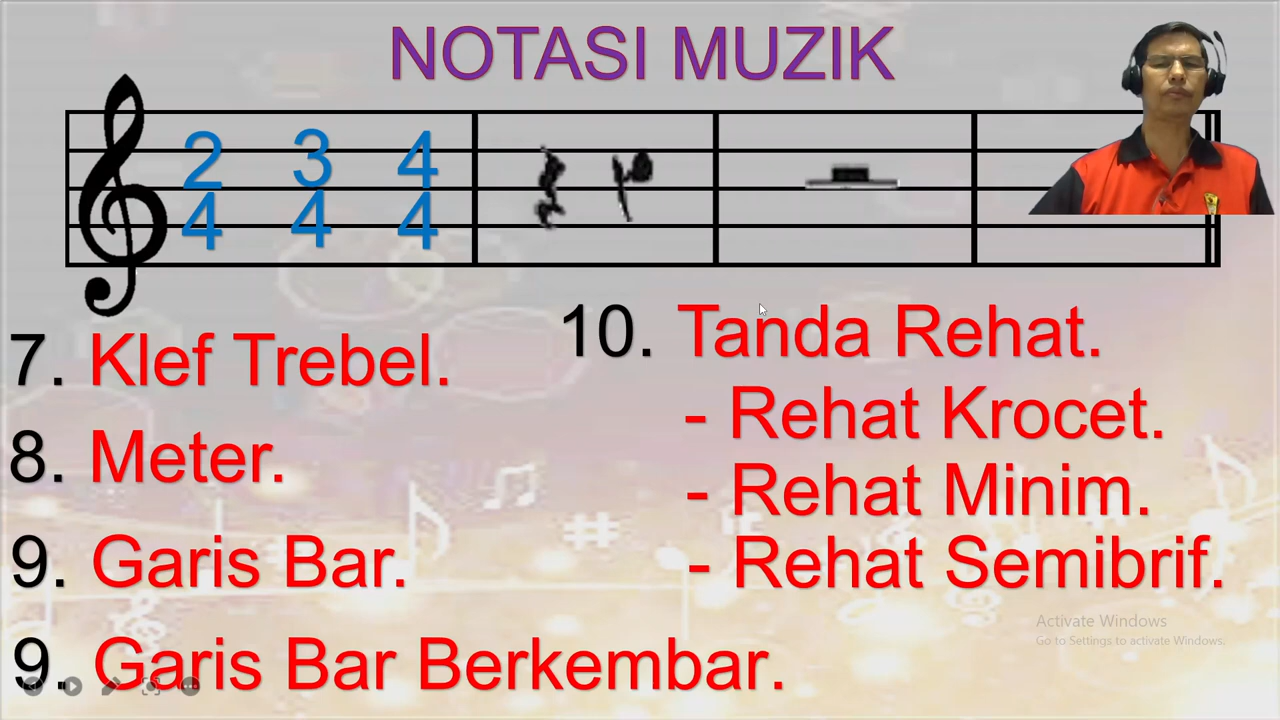 NOTASI MUZIK
2 3 4
4 4 4
7. Klef Trebel.
8. Meter.
9. Garis Bar.
9. Garis Bar Berkembar.
10. Tanda Rehat.
- Rehat Krocet.
- Rehat Minim.
- Rehat Semibrif.
Activate Windows
Go to Settings to activate Windows.